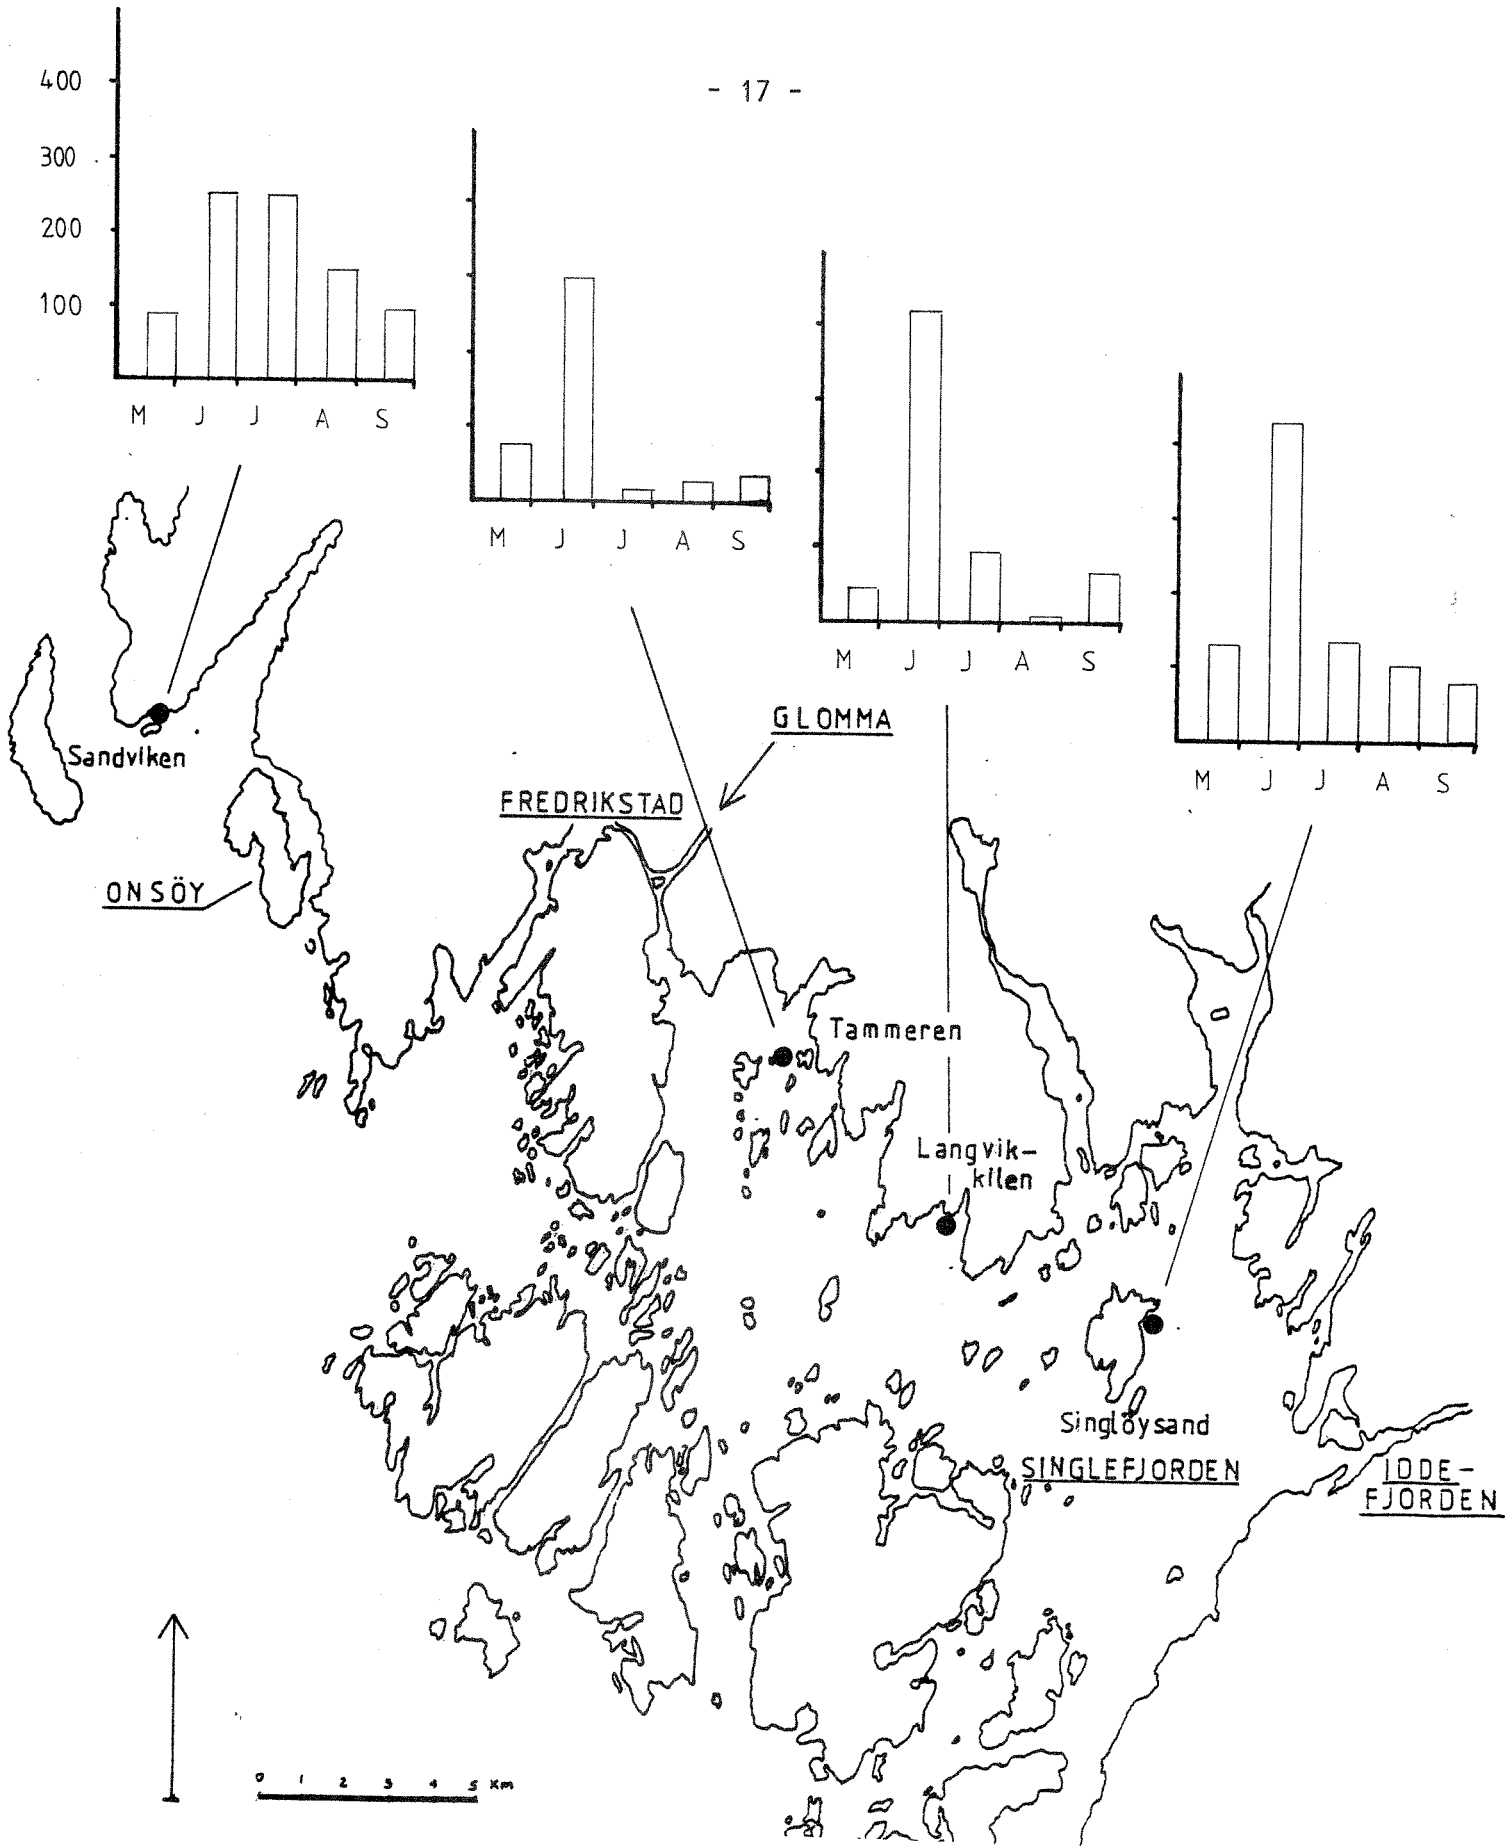 - 17 -
400
300
200
100
M J J A S
M J J A S
M J J A S
M J J A S
GLOMMA
Sandviken
FREDRIKSTAD
ONSÖY
Tammeren
Langvik-
kilen
Singlöysand
SINGLEFJORDEN
IDDE-
FJORDEN
0 1 2 3 4 5 Km